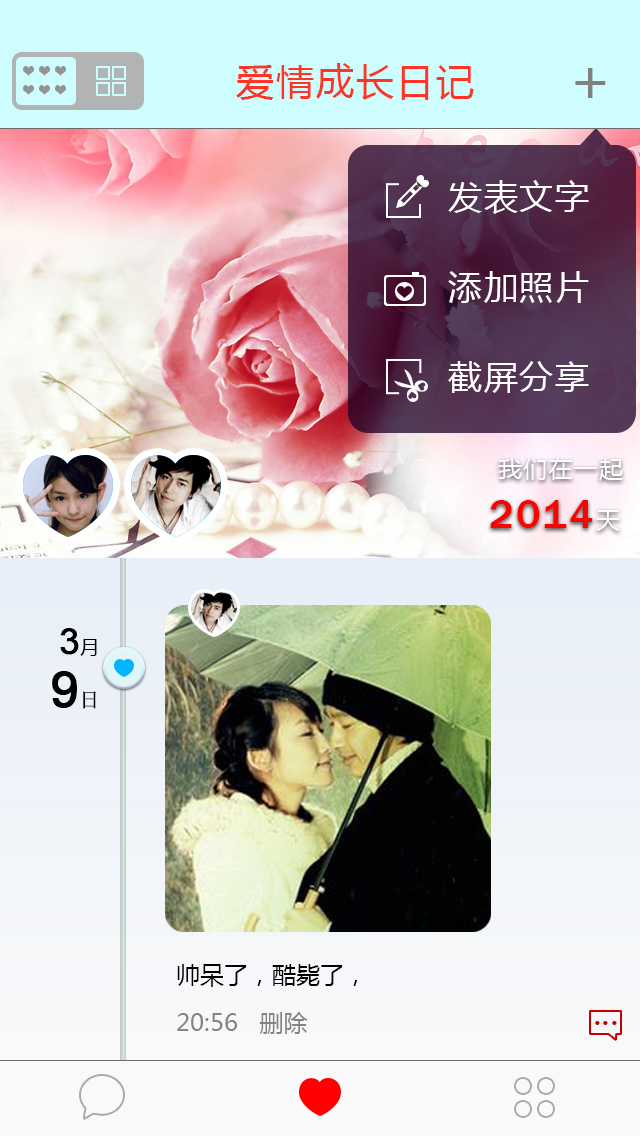 爱情成长日记
发表文字
添加照片
截屏分享
我们在一起
2014天
3月
9日
帅呆了，酷毙了，
20:56 删除